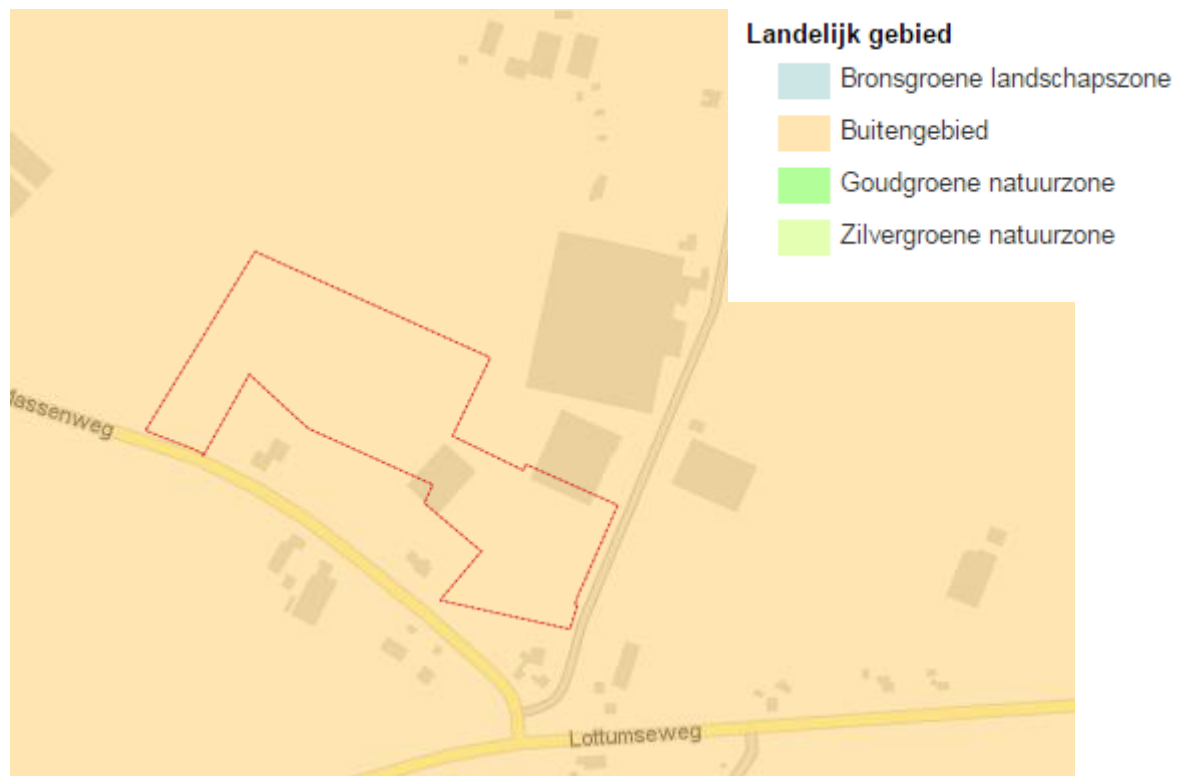 Landelijk gebied
Bronsgroene landschapszone
Buitengebied
Goudgroene natuurzone
Zilvergroene natuurzone
Lottumseweg